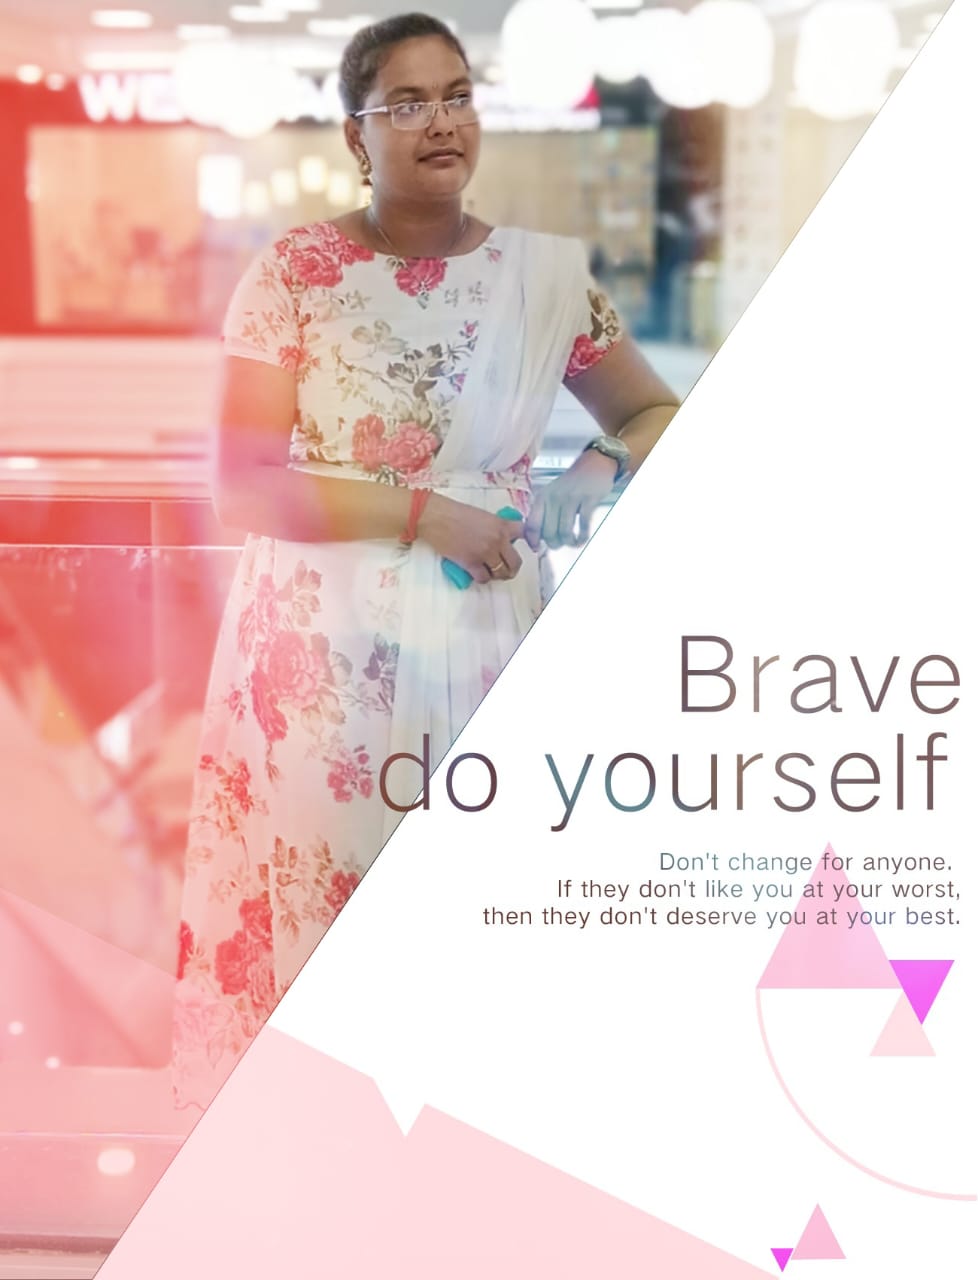 Brave
do yourself
Don't change for anyone.
If they don't like you at your worst,
then they don't deserve you at your best.